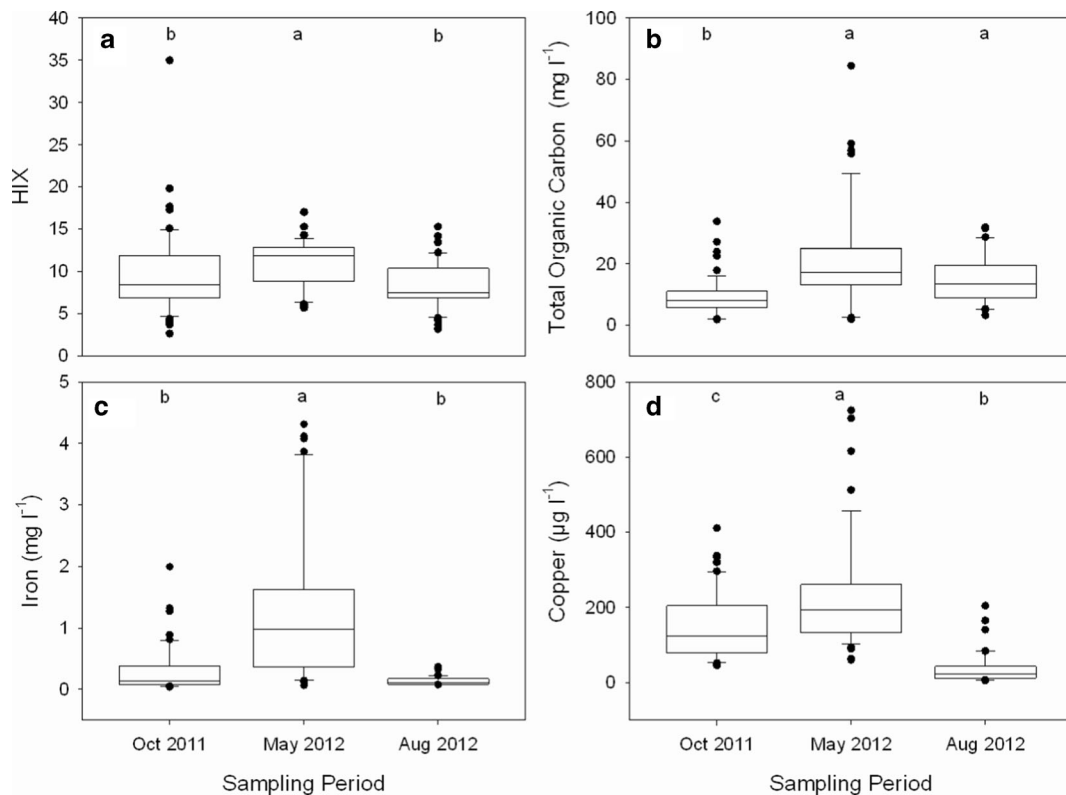 a
b a b
40
35
30
25
20
15
10
5
0
HIX
b
b a a
100
80
60
40
20
0
Total Organic Carbon (mg l⁻¹)
c
b a b
5
4
3
2
1
0
Iron (mg l⁻¹)
Oct 2011 May 2012 Aug 2012
Sampling Period
d
c a b
800
600
400
200
0
Copper (µg l⁻¹)
Oct 2011 May 2012 Aug 2012
Sampling Period